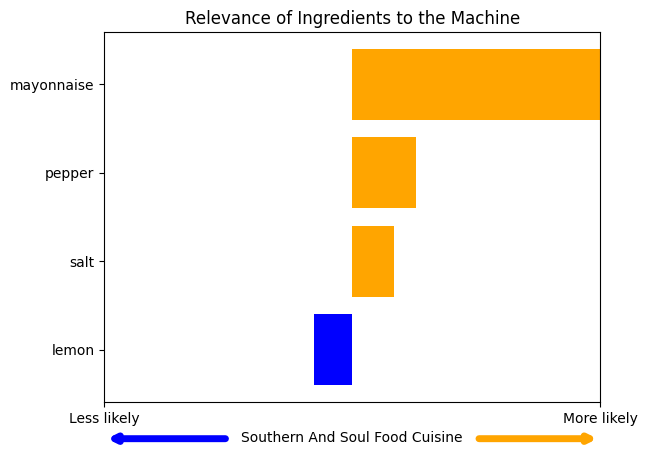 Relevance of Ingredients to the Machine
mayonnaise
pepper
salt
lemon
Less likely
More likely
Southern And Soul Food Cuisine